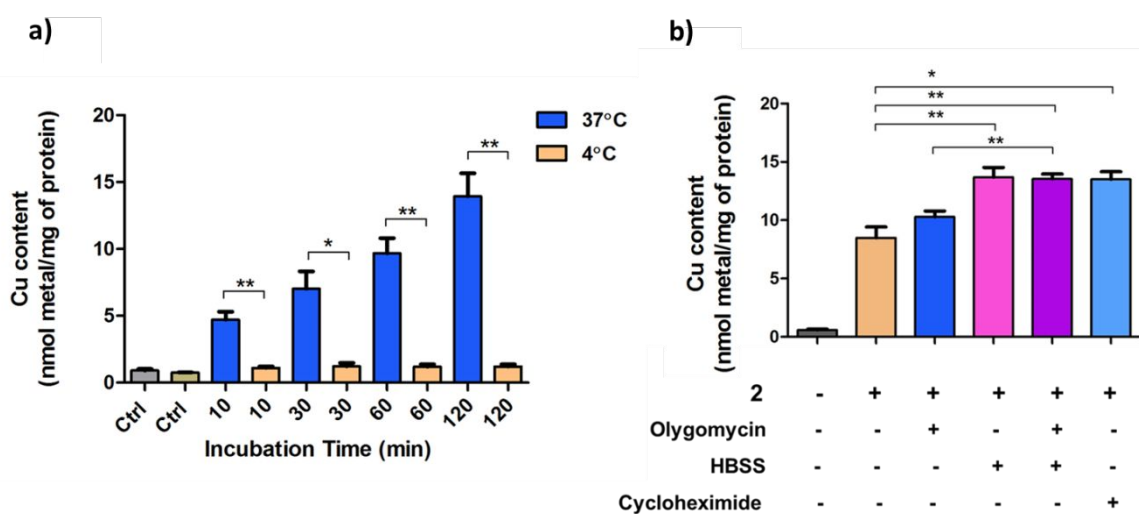 a)
Cu content
(nmol metal/mg of protein)
20
15
10
5
0
37°C
4°C
**
*
**
**
Ctrl Ctrl 10 10 30 30 60 60 120 120
Incubation Time (min)
b)
Cu content
(nmol metal/mg of protein)
20
15
10
5
0
*
**
**
**
2 - + + + + +
Olygomycin - - + - + -
HBSS - - - + + -
Cycloheximide - - - - - +